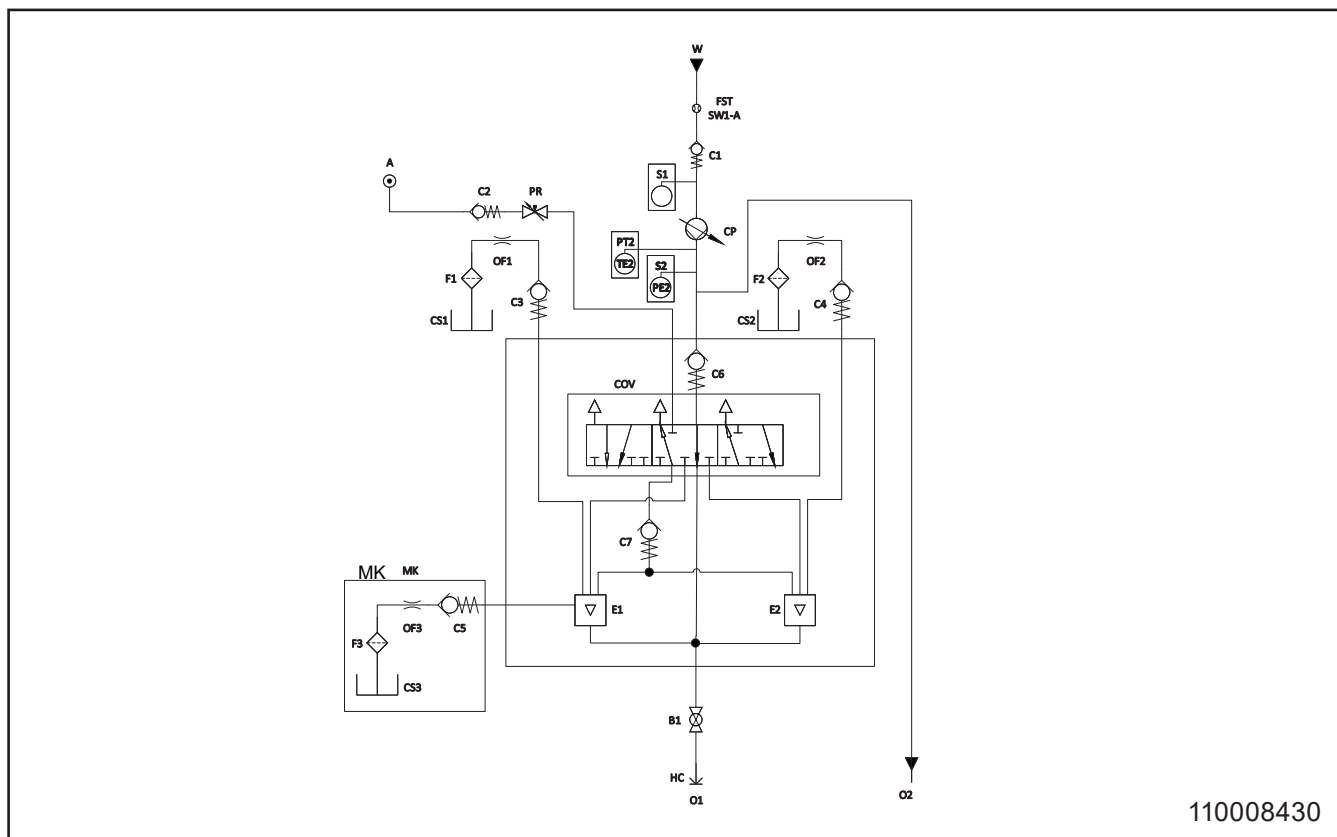 W
FST
SW1-A
C1
A
S1
C2
PR
CP
PT2
TE2
OF1
S2
PE2
OF2
F1
F2
C3
C4
CS1
CS2
C6
COV
C7
MK
MK
E1
E2
OF3
C5
F3
CS3
B1
HC
O1
O2
110008430